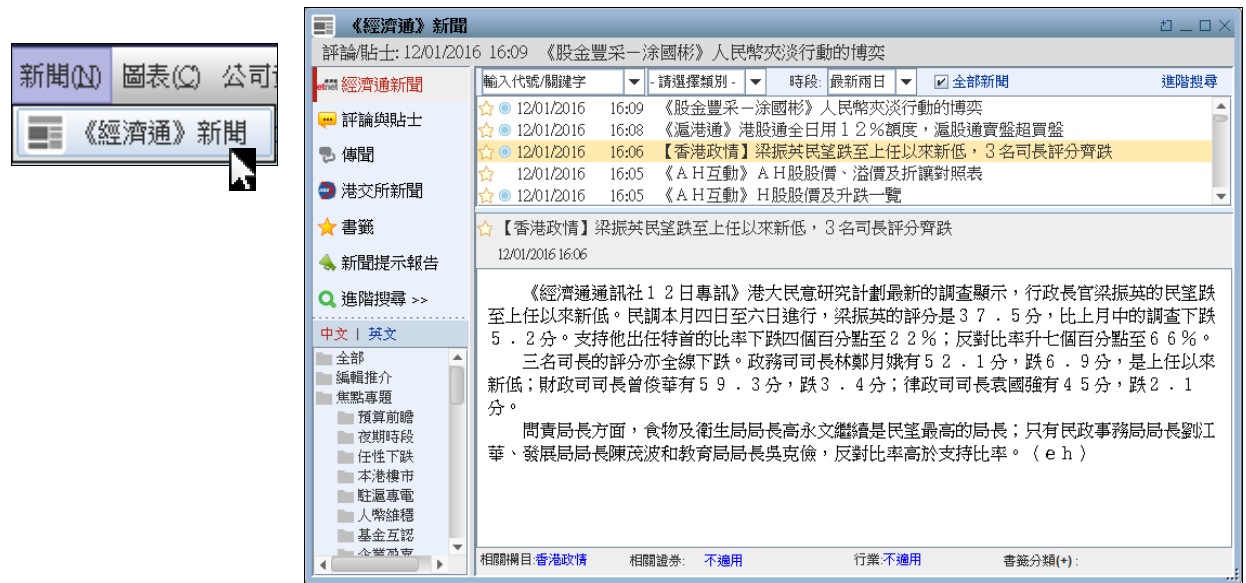 新聞(N) 圖表(C) 公司
《經濟通》新聞
《經濟通》新聞
評論/貼士: 12/01/2016 16:09 《股金豐采－涂國彬》人民幣夾淡行動的博奕
etnet 經濟通新聞
評論與貼士
傳聞
港交所新聞
書籤
新聞提示報告
進階搜尋 >>
中文 | 英文
全部
編輯推介
焦點專題
預算前瞻
夜期時段
任性下跌
本港樓市
駐滬專電
人幣維穩
基金互認
輸入代號/關鍵字 - 請選擇類別 - 時段: 最新兩日 全部新聞 進階搜尋
12/01/2016 16:09 《股金豐采－涂國彬》人民幣夾淡行動的博奕
12/01/2016 16:08 《滬港通》港股通全日用１２％額度，滬股通賣盤超買盤
12/01/2016 16:06 【香港政情】梁振英民望跌至上任以來新低，３名司長評分齊跌
12/01/2016 16:05 《ＡＨ互動》ＡＨ股股價、溢價及折讓對照表
12/01/2016 16:05 《ＡＨ互動》Ｈ股股價及升跌一覽
【香港政情】梁振英民望跌至上任以來新低，３名司長評分齊跌
12/01/2016 16:06
《經濟通通訊社１２日專訊》港大民意研究計劃最新的調查顯示，行政長官梁振英的民望跌
至上任以來新低。民調本月四日至六日進行，梁振英的評分是３７．５分，比上月中的調查下跌
５．２分。支持他出任特首的比率下跌四個百分點至２２％；反對比率升七個百分點至６６％。
三名司長的評分亦全線下跌。政務司司長林鄭月娥有５２．１分，跌６．９分，是上任以來
新低；財政司司長曾俊華有５９．３分，跌３．４分；律政司司長袁國強有４５分，跌２．１
分。
問責局長方面，食物及衛生局局長高永文繼續是民望最高的局長；只有民政事務局局長劉江
華、發展局局長陳茂波和教育局局長吳克儉，反對比率高於支持比率。（ｅｈ）
相關欄目:香港政情 相關證券: 不適用 行業:不適用 書籤分類(+):